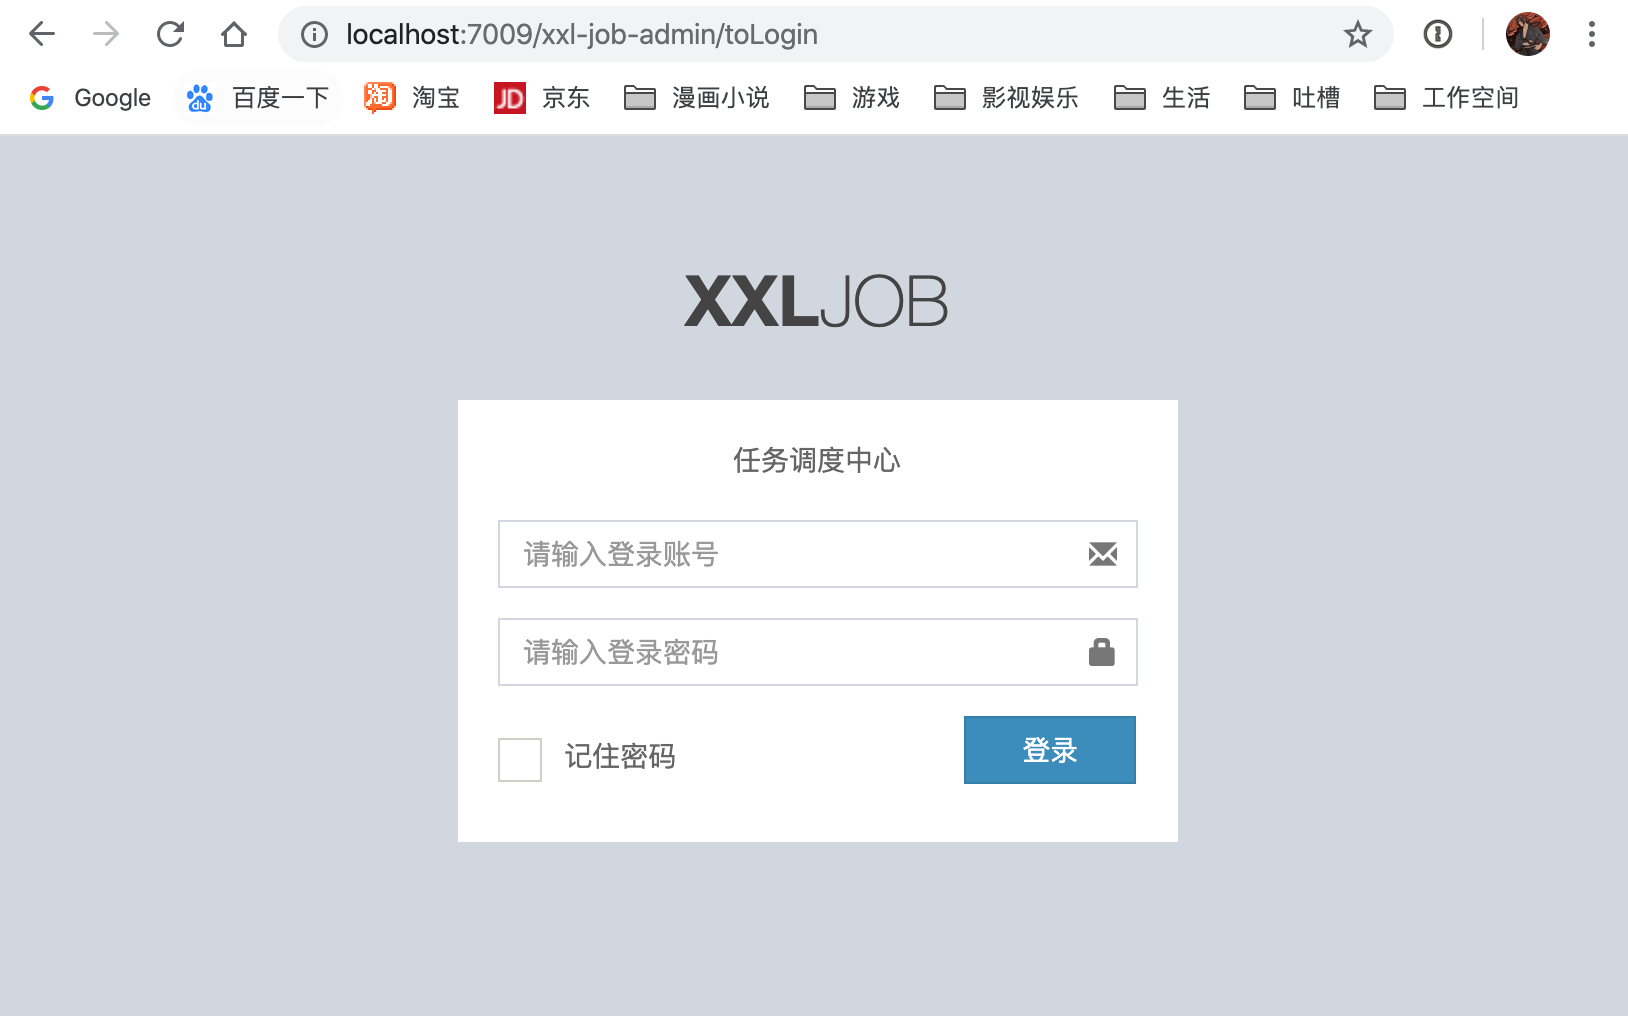 localhost:7009/xxl-job-admin/toLogin
Google 百度一下 淘宝 京东 漫画小说 游戏 影视娱乐 生活 吐槽 工作空间
XXLJOB
任务调度中心
请输入登录账号
请输入登录密码
记住密码 登录